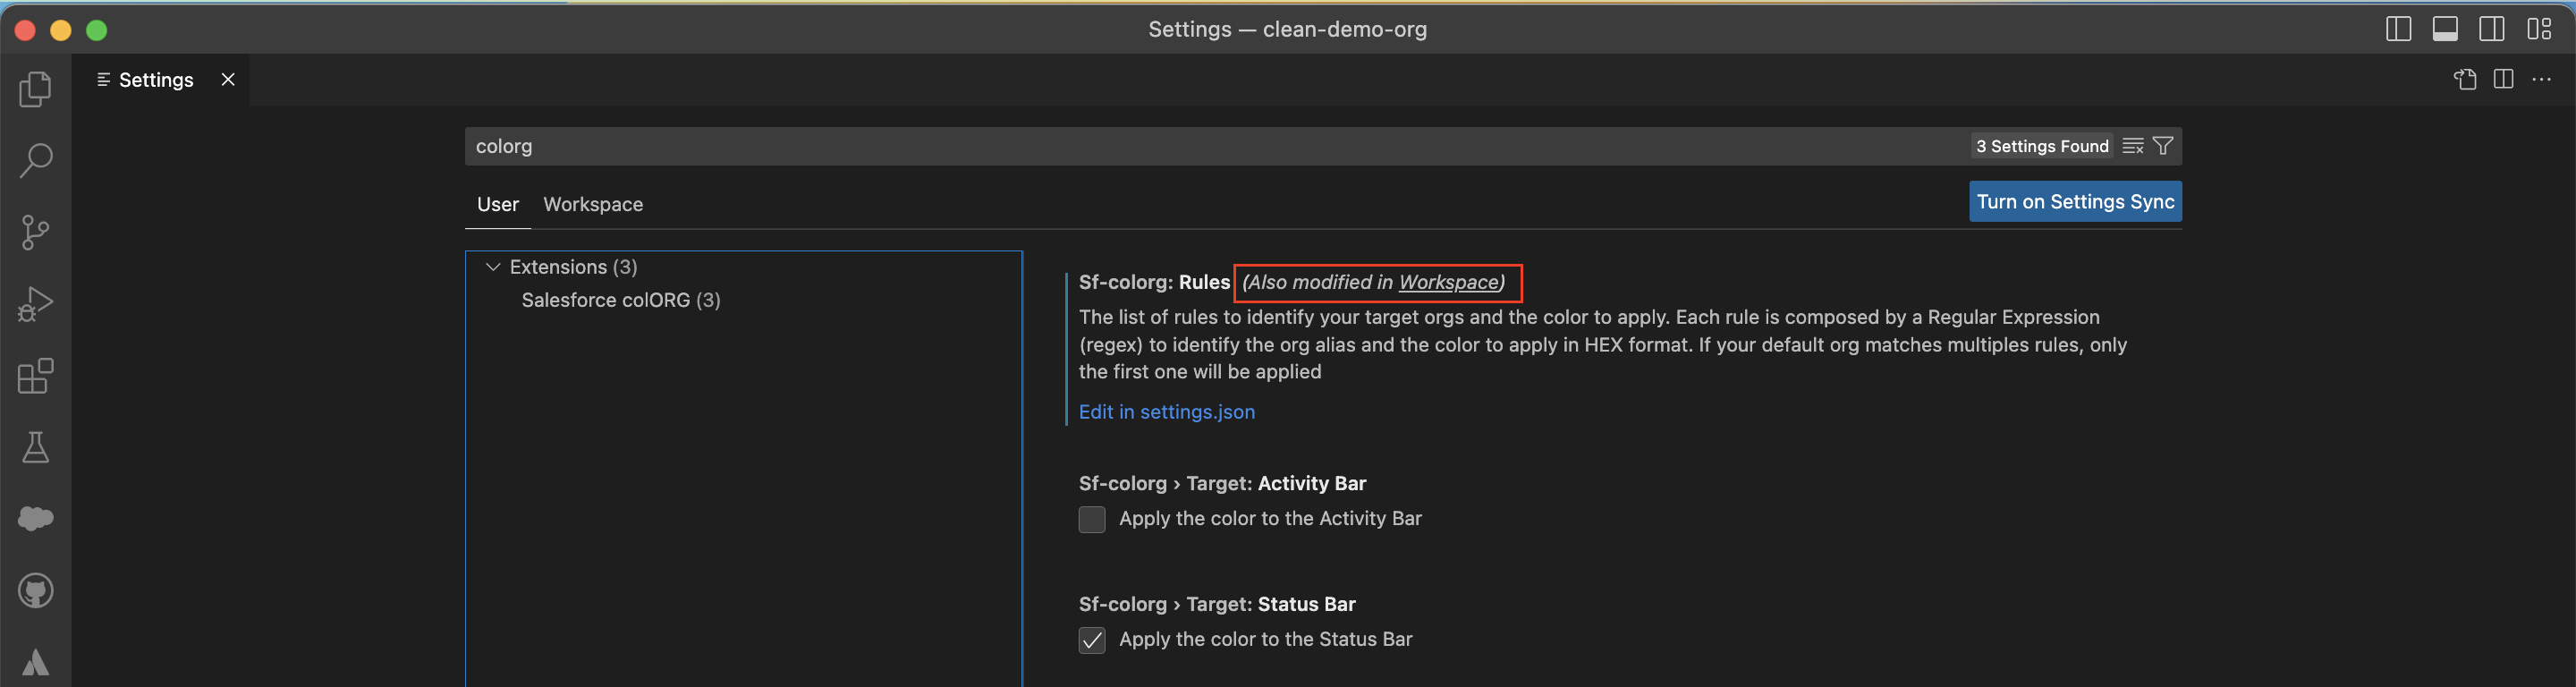 Settings — clean-demo-org
Settings
colorg
3 Settings Found
User Workspace
Turn on Settings Sync
Extensions (3)
Salesforce colORG (3)
Sf-colorg: Rules (Also modified in Workspace)
The list of rules to identify your target orgs and the color to apply. Each rule is composed by a Regular Expression
(regex) to identify the org alias and the color to apply in HEX format. If your default org matches multiples rules, only
the first one will be applied
Edit in settings.json
Sf-colorg › Target: Activity Bar
Apply the color to the Activity Bar
Sf-colorg › Target: Status Bar
Apply the color to the Status Bar